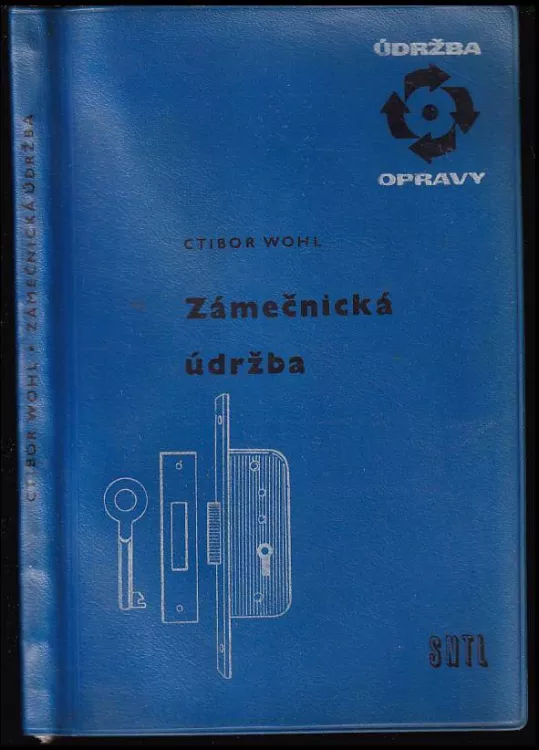 ÚDRŽBA
OPRAVY
CTIBOR WOHL
Zámečnická
údržba
SNTL
CTIBOR WOHL • ZÁMEČNICKÁ ÚDRŽBA